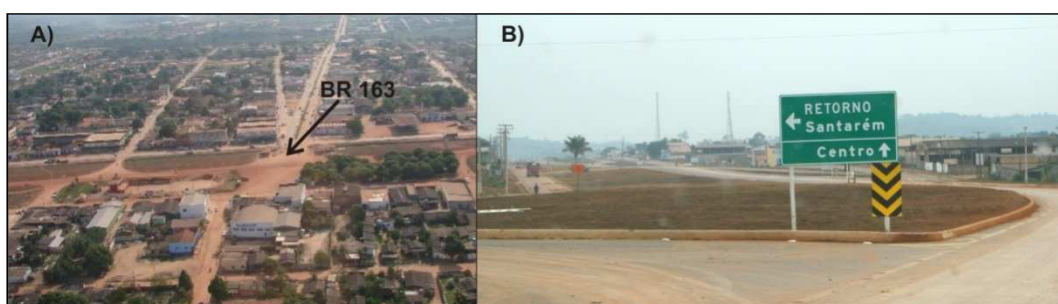 A)
BR 163
B)
RETORNO
Santarém
Centro